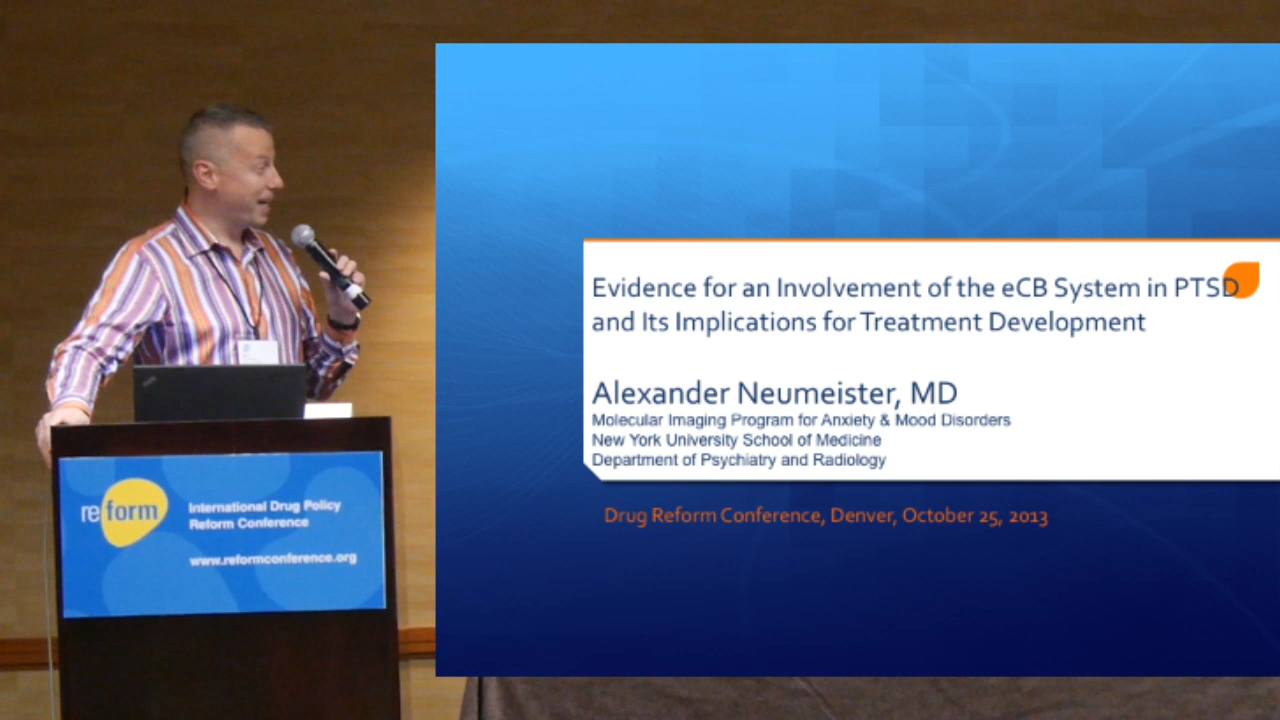 Evidence for an Involvement of the eCB System in PTSD
and Its Implications for Treatment Development
Alexander Neumeister, MD
Molecular Imaging Program for Anxiety & Mood Disorders
New York University School of Medicine
Department of Psychiatry and Radiology
Drug Reform Conference, Denver, October 25, 2013
reform
International Drug Policy
Reform Conference
www.reformconference.org